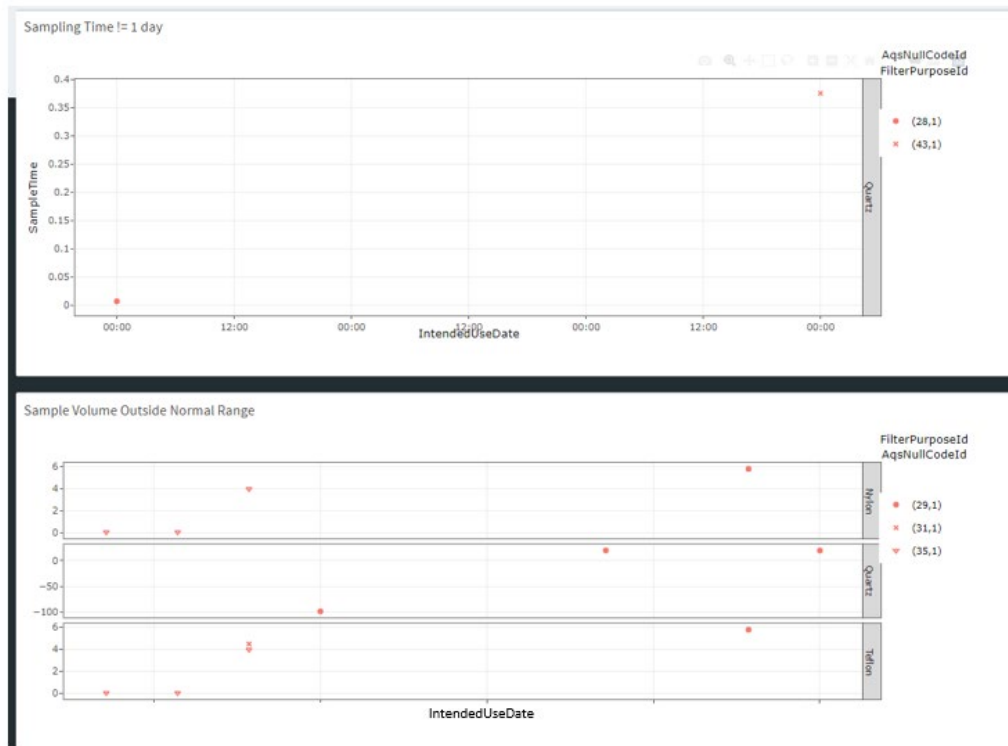 Sampling Time != 1 day
AqsNullCodeId
FilterPurposeId
(28,1)
(43,1)
0.4
0.35
0.3
0.25
0.2
0.15
0.1
0.05
0
SampleTime
Quartz
00:00 12:00 00:00 12:00 00:00 12:00 00:00
IntendedUseDate
Sample Volume Outside Normal Range
FilterPurposeId
AqsNullCodeId
(29,1)
(31,1)
(35,1)
6
4
2
0
Nylon
0
−50
−100
Quartz
6
4
2
0
Teflon
IntendedUseDate